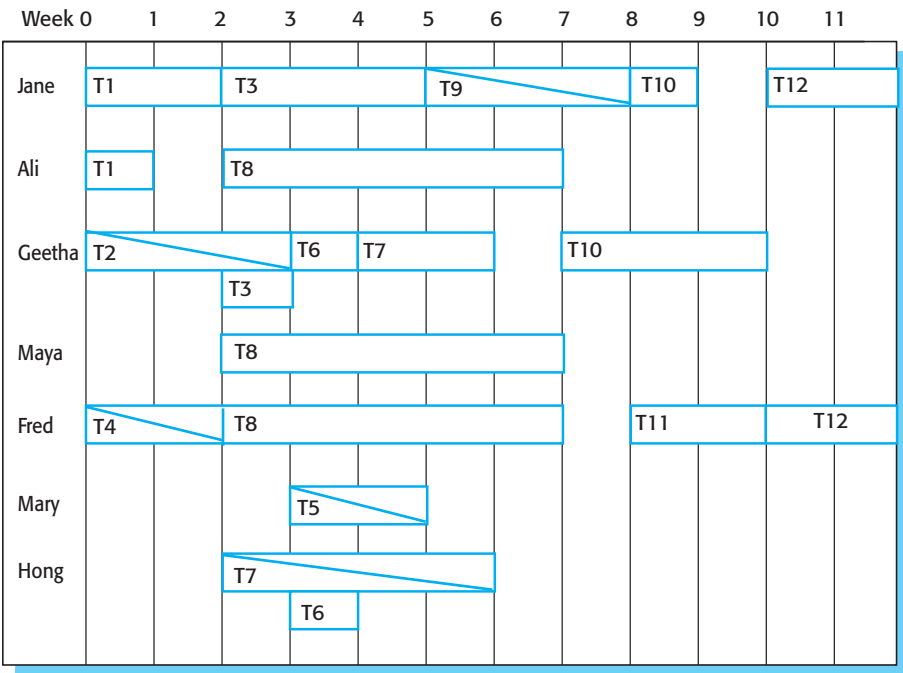 Week 0 1 2 3 4 5 6 7 8 9 10 11
Jane T1 T3 T9 T10 T12
Ali T1 T8
Geetha T2 T6 T7 T10
T3
Maya T8
Fred T4 T8 T11 T12
Mary T5
Hong T7
T6